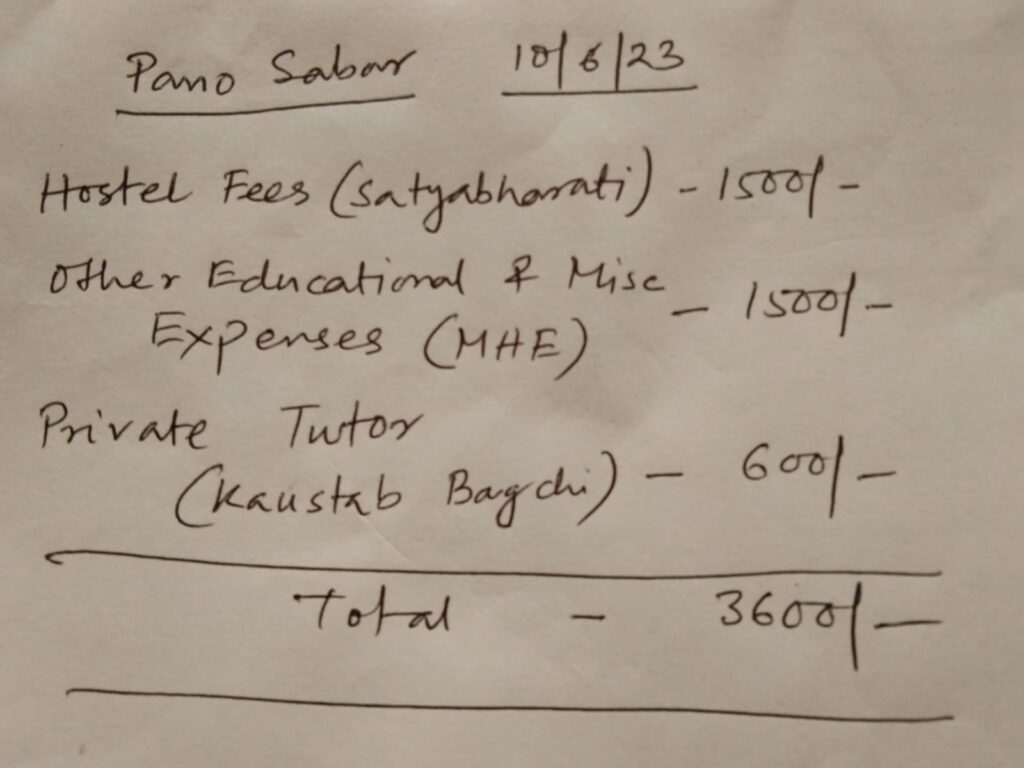 Pano Sabar 10/6/23
Hostel Fees (Satyabharati) - 1500/-
Other Educational & Misc
Expenses (MHE) - 1500/-
Private Tutor
(Kaustab Bagchi) - 600/-
Total - 3600/-